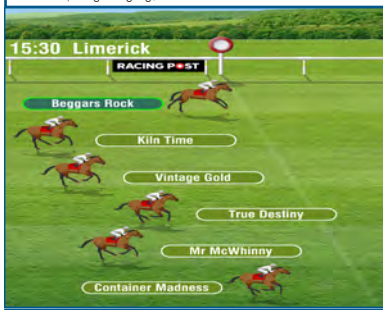 15:30 Limerick
RACING POST
Beggars Rock
Kiln Time
Vintage Gold
True Destiny
Mr McWhinny
Container Madness